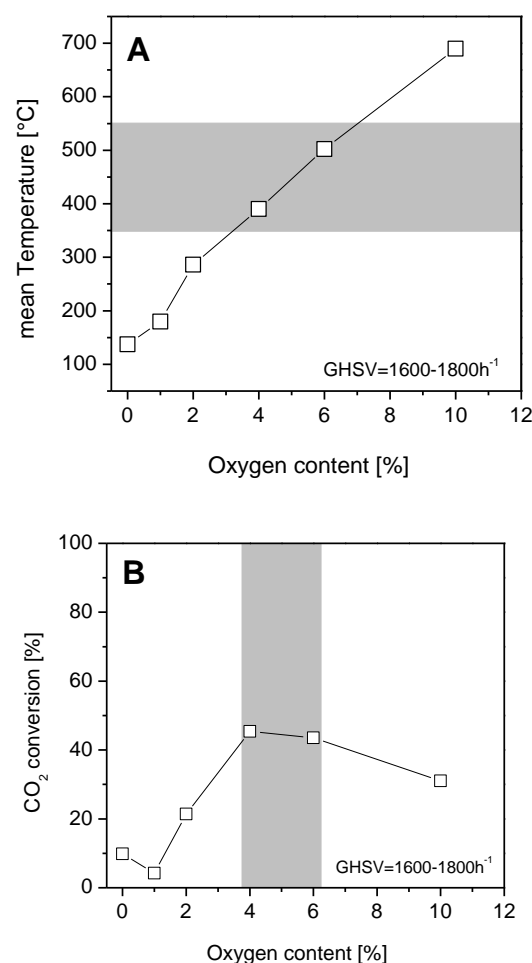 A
700
600
500
400
300
200
100
mean Temperature [°C]
GHSV=1600-1800h⁻¹
0 2 4 6 8 10 12
Oxygen content [%]
B
100
80
60
40
20
0
CO₂ conversion [%]
GHSV=1600-1800h⁻¹
0 2 4 6 8 10 12
Oxygen content [%]